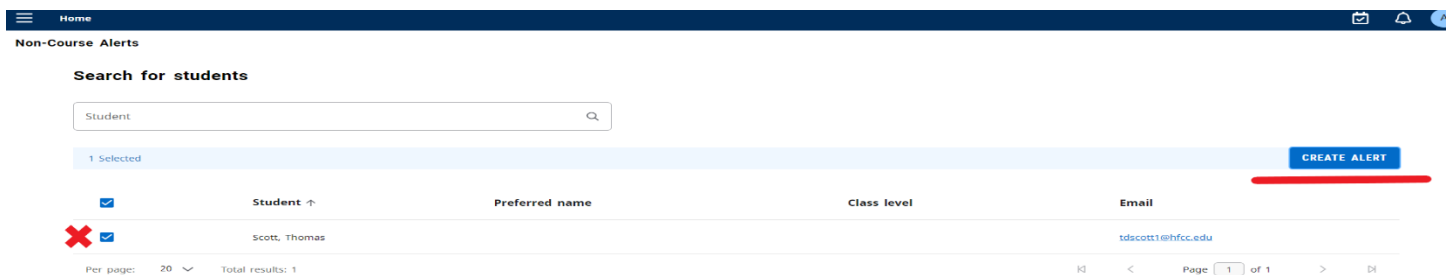 Home
Non-Course Alerts
Search for students
Student
1 Selected CREATE ALERT
Student ↑ Preferred name Class level Email
Scott, Thomas tdscott1@hfcc.edu
Per page: 20 Total results: 1 Page 1 of 1